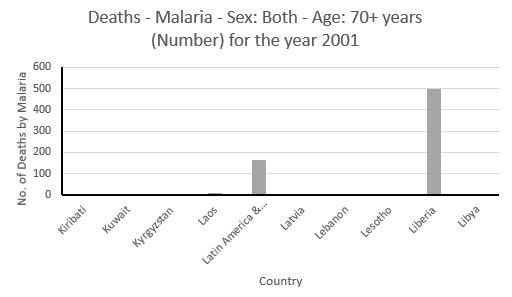 Deaths - Malaria - Sex: Both - Age: 70+ years
(Number) for the year 2001
No. of Deaths by Malaria
600
500
400
300
200
100
0
Kiribati
Kuwait
Kyrgyzstan
Laos
Latin America &...
Latvia
Lebanon
Lesotho
Liberia
Libya
Country